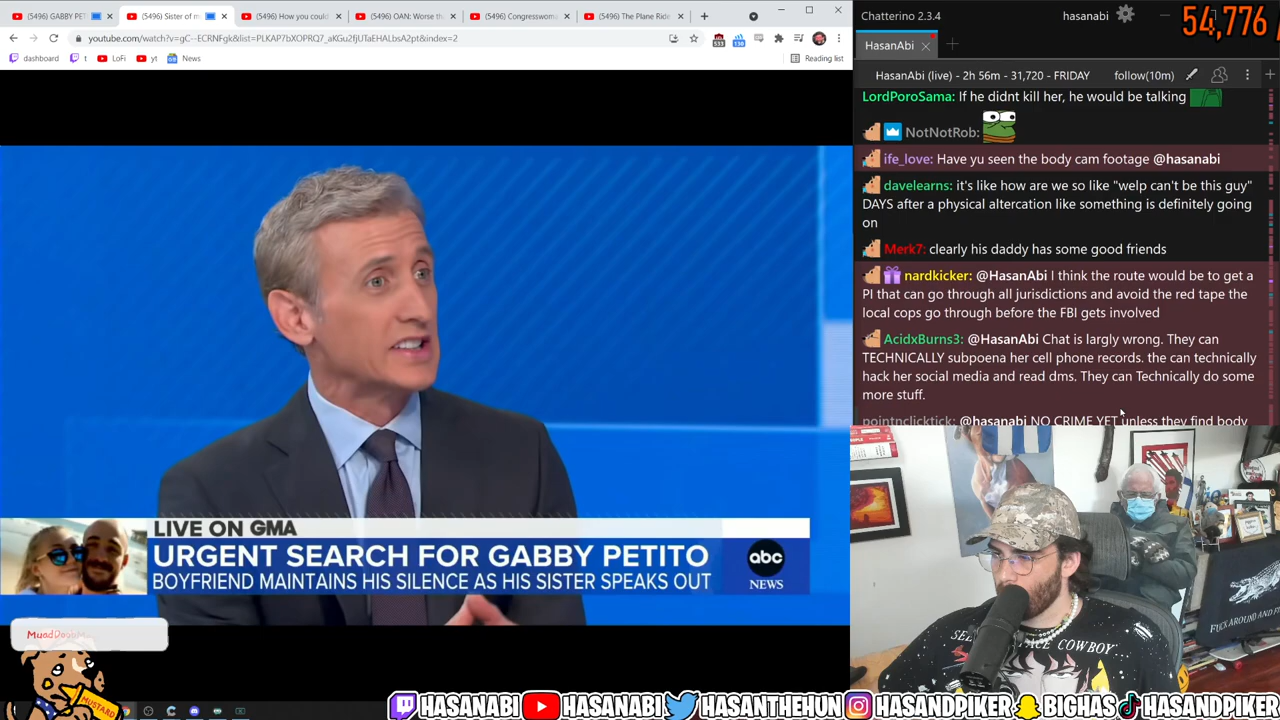 (5496) GABBY PET
(5496) Sister of m
(5496) How you could
(5496) OAN: Worse th
(5496) Congresswom
(5496) The Plane Ride
youtube.com/watch?v=gC--ECRNFgk&list=PLKAP7bXOPRQ7_aKGu2fjUTaEHALbsA2pt&index=2
533
130
dashboard
t
LoFi
yt
News
Reading list
LIVE ON GMA
URGENT SEARCH FOR GABBY PETITO
BOYFRIEND MAINTAINS HIS SILENCE AS HIS SISTER SPEAKS OUT
abc
NEWS
MUSTARD
Chatterino 2.3.4
hasanabi
54,776
HasanAbi
HasanAbi (live) - 2h 56m - 31,720 - FRIDAY
follow(10m)
LordPoroSama: If he didnt kill her, he would be talking
NotNotRob:
ife_love: Have yu seen the body cam footage @hasanabi
davelearns: it's like how are we so like "welp can't be this guy"
DAYS after a physical altercation like something is definitely going
on
Merk7: clearly his daddy has some good friends
nardkicker: @HasanAbi I think the route would be to get a
PI that can go through all jurisdictions and avoid the red tape the
local cops go through before the FBI gets involved
AcidxBurns3: @HasanAbi Chat is largly wrong. They can
TECHNICALLY subpoena her cell phone records. the can technically
hack her social media and read dms. They can Technically do some
more stuff.
pointnclicktick: @hasanabi NO CRIME YET unless they find body
COWBOY
HASANABI
HASANABI
HASANTHEHUN
HASANDPIKER
BIGHAS
HASANDPIKER